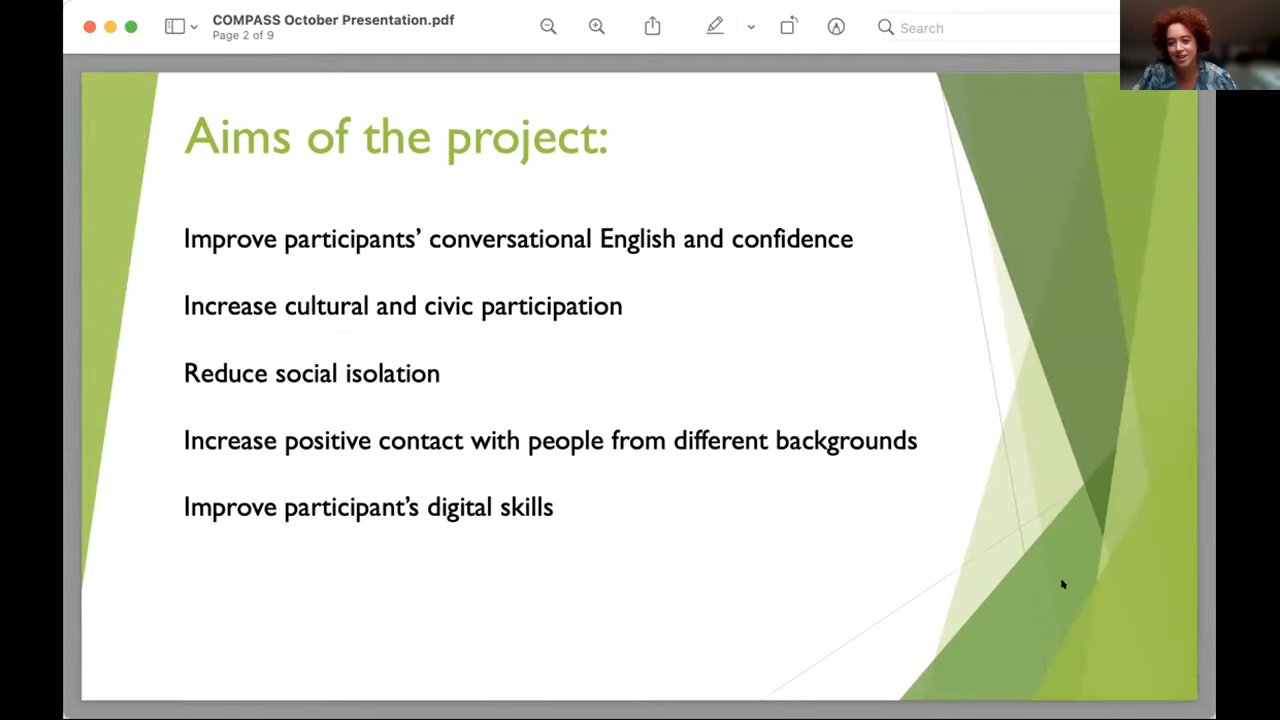 COMPASS October Presentation.pdf
Page 2 of 9
Search
Aims of the project:
Improve participants’ conversational English and confidence
Increase cultural and civic participation
Reduce social isolation
Increase positive contact with people from different backgrounds
Improve participant’s digital skills